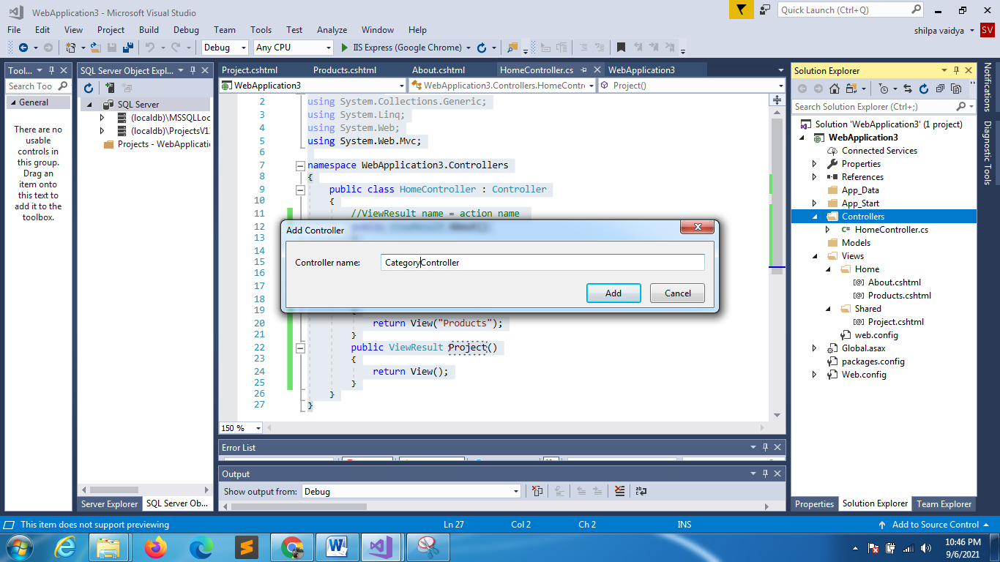 WebApplication3 - Microsoft Visual Studio
Quick Launch (Ctrl+Q)
File Edit View Project Build Debug Team Tools Test Analyze Window Help
shilpa vaidya SV
Debug Any CPU IIS Express (Google Chrome)
Tool...
Search Too
General
There are no
usable
controls in
this group.
Drag an
item onto
this text to
add it to the
toolbox.
SQL Server Object Expl...
SQL Server
(localdb)\MSSQLLoc
(localdb)\ProjectsV1
Projects - WebApplicatio
Server Explorer SQL Server Ob...
Project.cshtml Products.cshtml About.cshtml HomeController.cs WebApplication3
WebApplication3 WebApplication3.Controllers.HomeContro Project()
2 using System.Collections.Generic;
3 using System.Linq;
4 using System.Web;
5 using System.Web.Mvc;
6
7 namespace WebApplication3.Controllers
8 {
9 public class HomeController : Controller
10 {
11 //ViewResult name = action name
12 public ViewResult About()
13
14
15
16
17
18
19
20 return View("Products");
21 }
22 public ViewResult Project()
23 {
24 return View();
25 }
26 }
27 }
Add Controller
Controller name: CategoryController
Add Cancel
150 %
Error List
Output
Show output from: Debug
Solution Explorer
Search Solution Explorer (Ctrl+;)
Solution 'WebApplication3' (1 project)
WebApplication3
Connected Services
Properties
References
App_Data
App_Start
Controllers
C# HomeController.cs
Models
Views
Home
[@] About.cshtml
[@] Products.cshtml
Shared
[@] Project.cshtml
web.config
Global.asax
packages.config
Web.config
Properties Solution Explorer Team Explorer
Notifications
Diagnostic Tools
This item does not support previewing Ln 27 Col 2 Ch 2 INS Add to Source Control
10:46 PM
9/6/2021